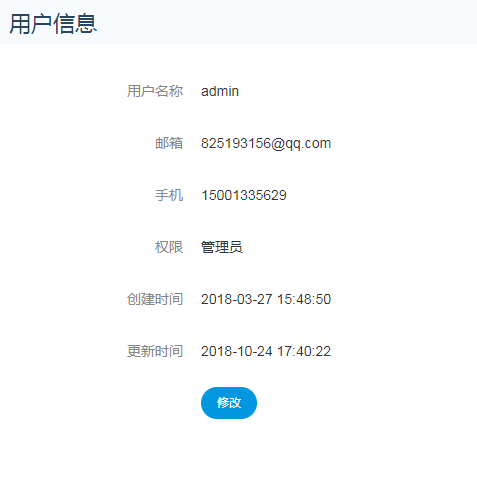 用户信息
用户名称 admin
邮箱 825193156@qq.com
手机 15001335629
权限 管理员
创建时间 2018-03-27 15:48:50
更新时间 2018-10-24 17:40:22
修改